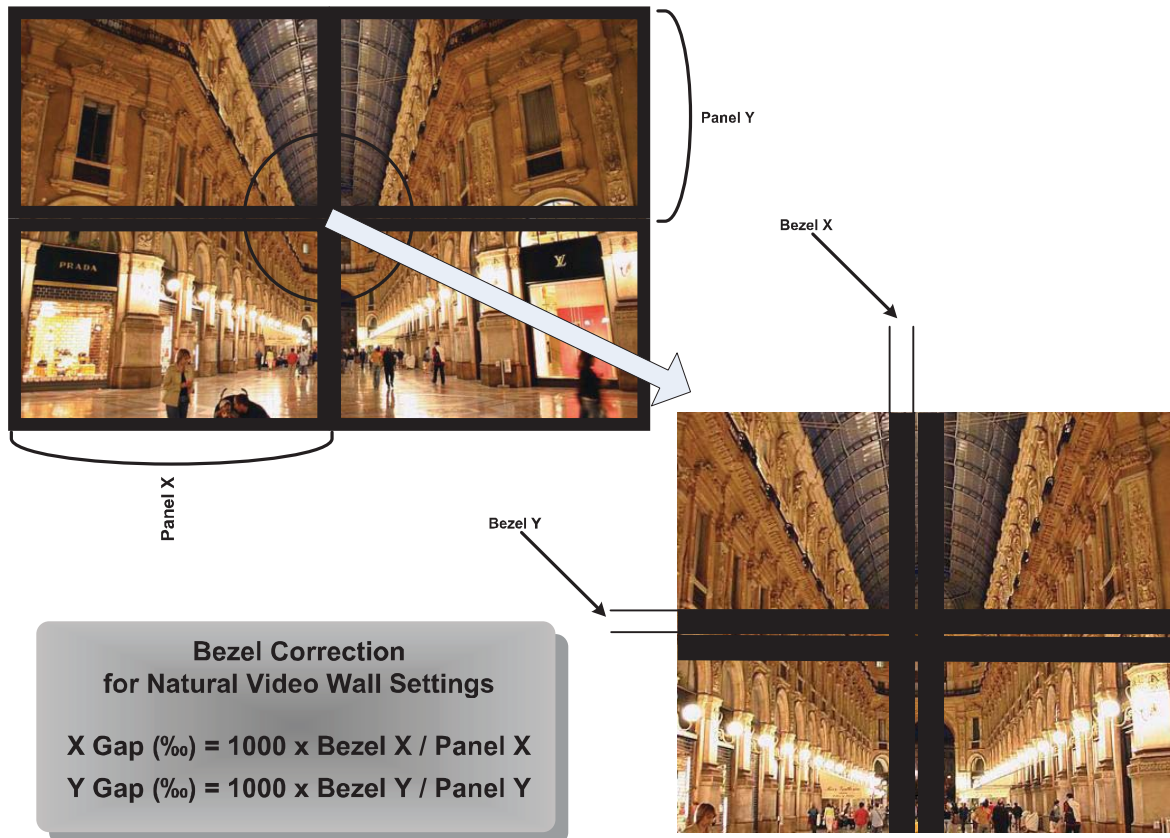 Panel Y
Bezel X
PRADA
LV
Panel X
Bezel Y
Bezel Correction
for Natural Video Wall Settings
X Gap (‰) = 1000 x Bezel X / Panel X
Y Gap (‰) = 1000 x Bezel Y / Panel Y